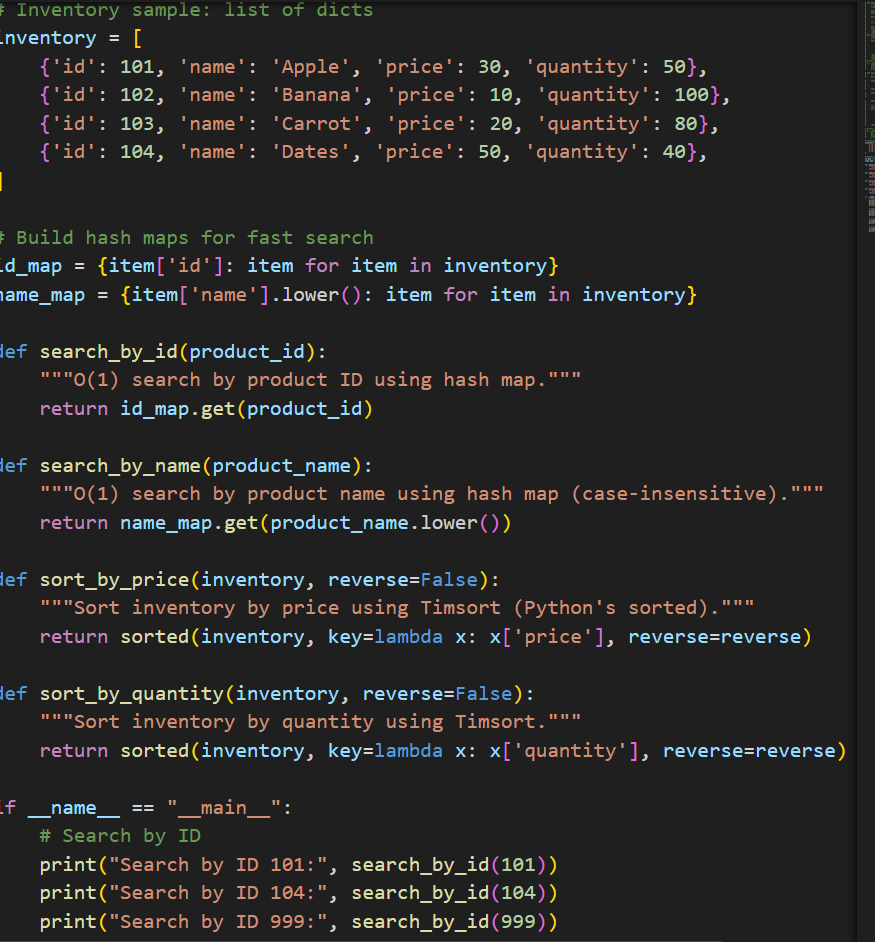 # Inventory sample: list of dicts
inventory = [
    {'id': 101, 'name': 'Apple', 'price': 30, 'quantity': 50},
    {'id': 102, 'name': 'Banana', 'price': 10, 'quantity': 100},
    {'id': 103, 'name': 'Carrot', 'price': 20, 'quantity': 80},
    {'id': 104, 'name': 'Dates', 'price': 50, 'quantity': 40},
]
# Build hash maps for fast search
id_map = {item['id']: item for item in inventory}
name_map = {item['name'].lower(): item for item in inventory}
def search_by_id(product_id):
    """O(1) search by product ID using hash map."""
    return id_map.get(product_id)
def search_by_name(product_name):
    """O(1) search by product name using hash map (case-insensitive)."""
    return name_map.get(product_name.lower())
def sort_by_price(inventory, reverse=False):
    """Sort inventory by price using Timsort (Python's sorted)."""
    return sorted(inventory, key=lambda x: x['price'], reverse=reverse)
def sort_by_quantity(inventory, reverse=False):
    """Sort inventory by quantity using Timsort."""
    return sorted(inventory, key=lambda x: x['quantity'], reverse=reverse)
if __name__ == "__main__":
    # Search by ID
    print("Search by ID 101:", search_by_id(101))
    print("Search by ID 104:", search_by_id(104))
    print("Search by ID 999:", search_by_id(999))